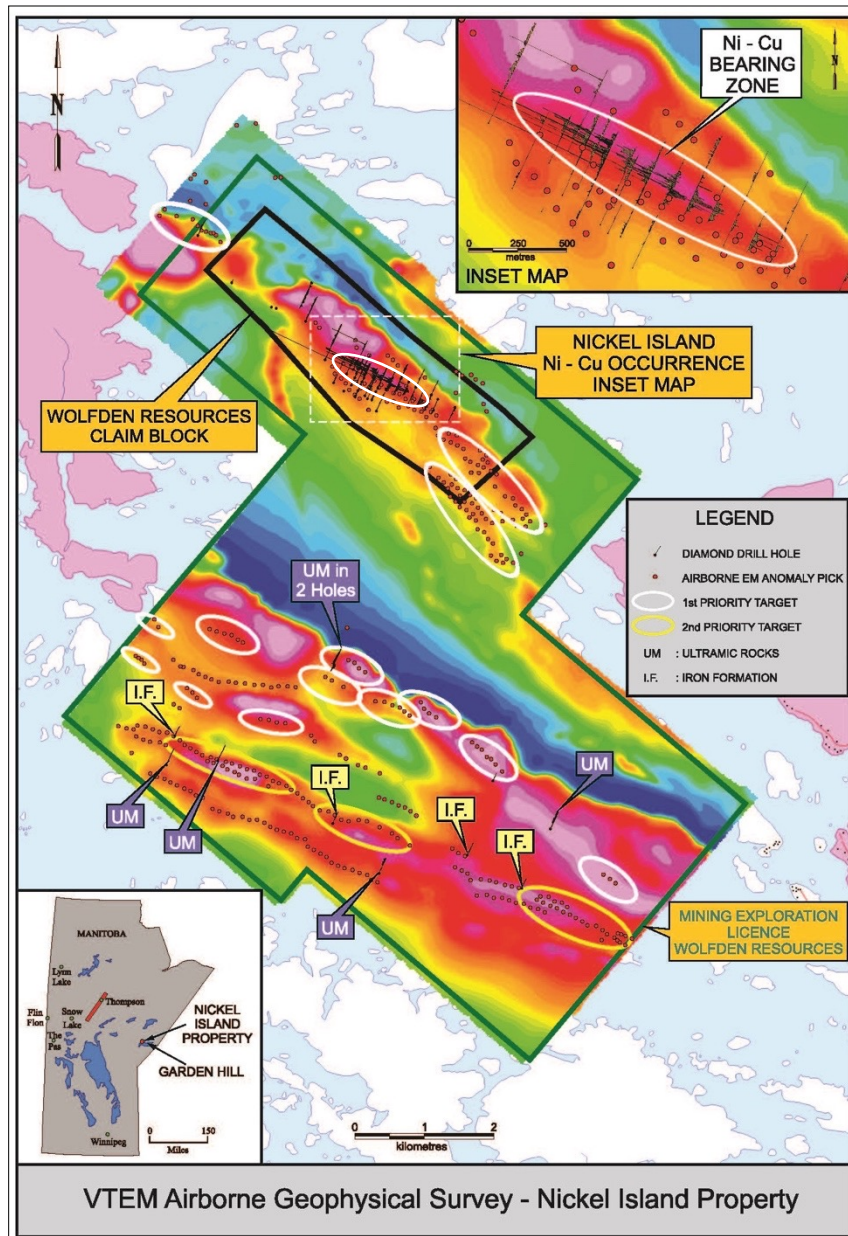 N
Ni - Cu
BEARING
ZONE
N
250
500
metres
INSET MAP
NICKEL ISLAND
Ni - Cu OCCURRENCE
INSET MAP
WOLFDEN RESOURCES
CLAIM BLOCK
LEGEND
DIAMOND DRILL HOLE
AIRBORNE EM ANOMALY PICK
1st PRIORITY TARGET
2nd PRIORITY TARGET
UM : ULTRAMIC ROCKS
I.F. : IRON FORMATION
UM in
2 Holes
I.F.
UM
UM
UM
I.F.
I.F.
I.F.
UM
MINING EXPLORATION
LICENCE
WOLFDEN RESOURCES
MANITOBA
Lynn
Lake
Thompson
Flin
Flon
Snow
Lake
The
Pas
NICKEL
ISLAND
PROPERTY
GARDEN HILL
Winnipeg
0 150
Miles
0 1 2
kilometres
VTEM Airborne Geophysical Survey - Nickel Island Property